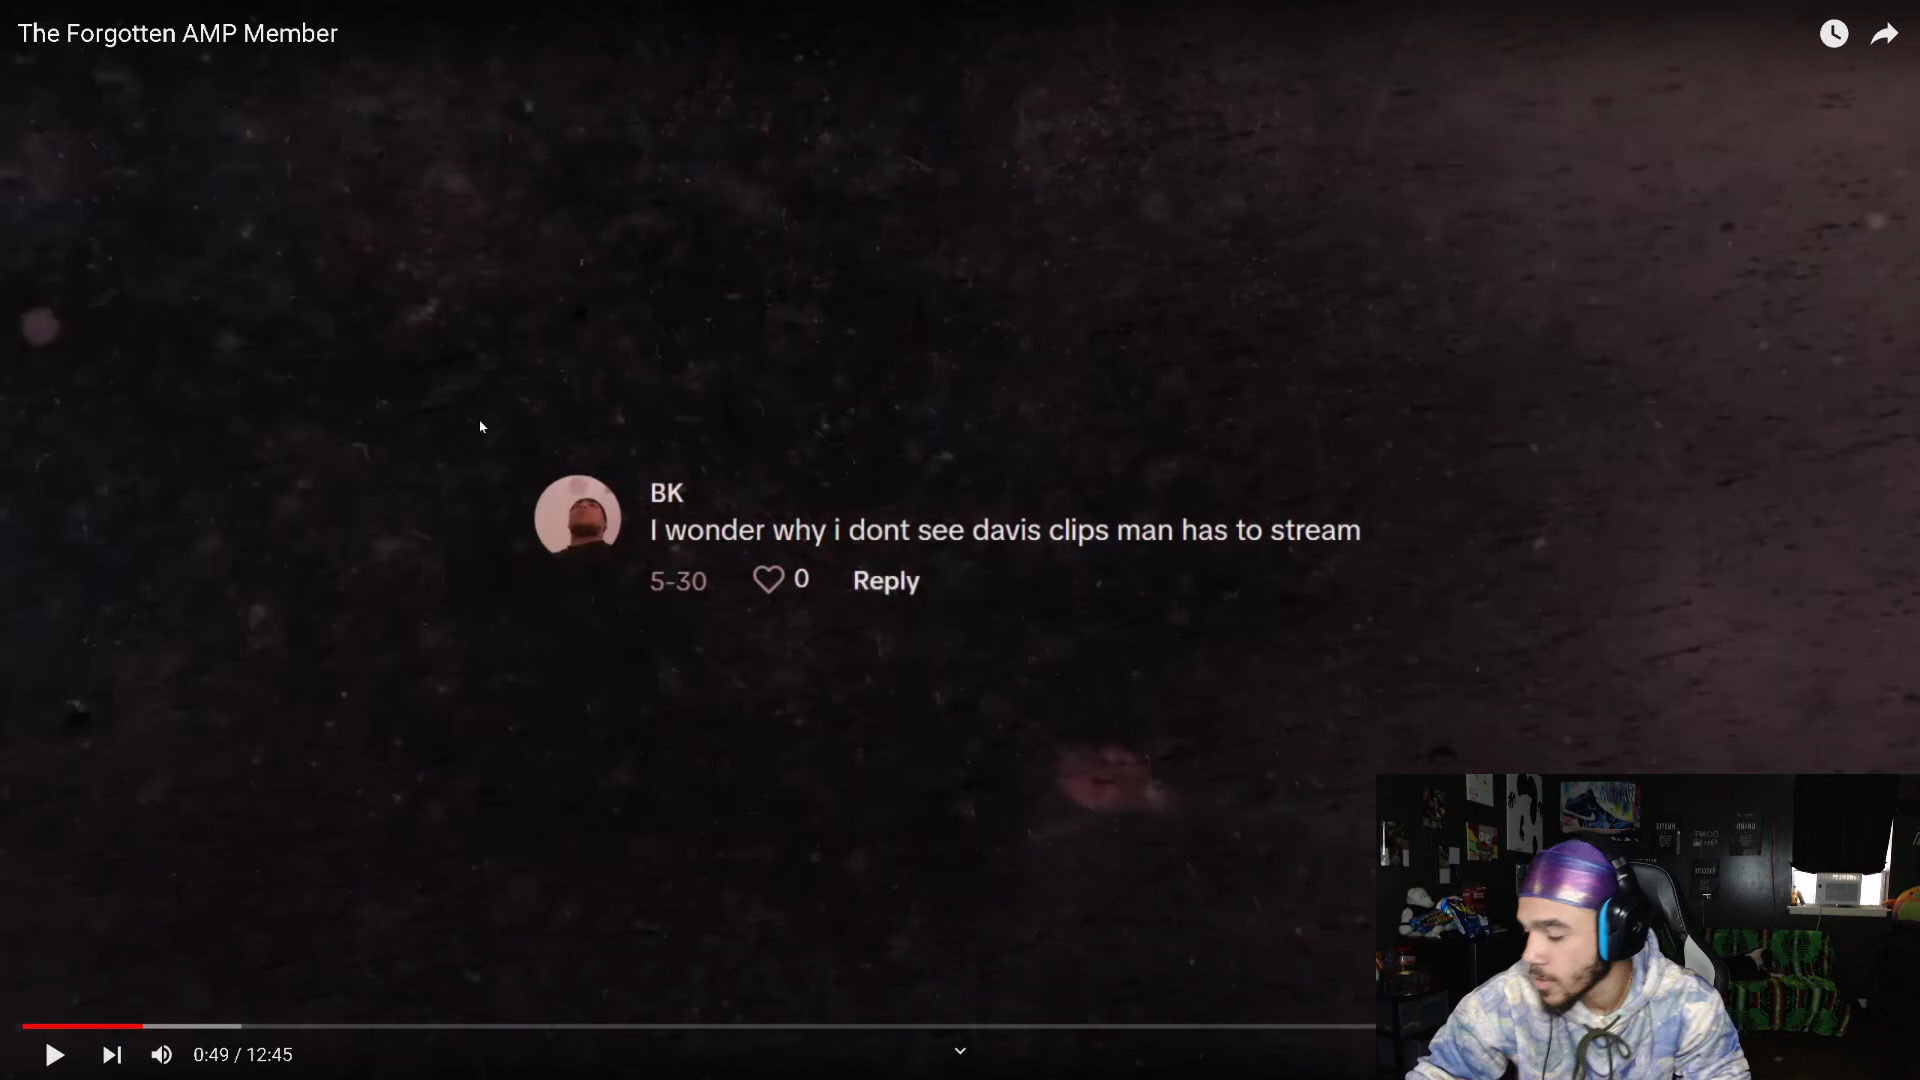 The Forgotten AMP Member
BK
I wonder why i dont see davis clips man has to stream
5-30 0 Reply
0:49 / 12:45